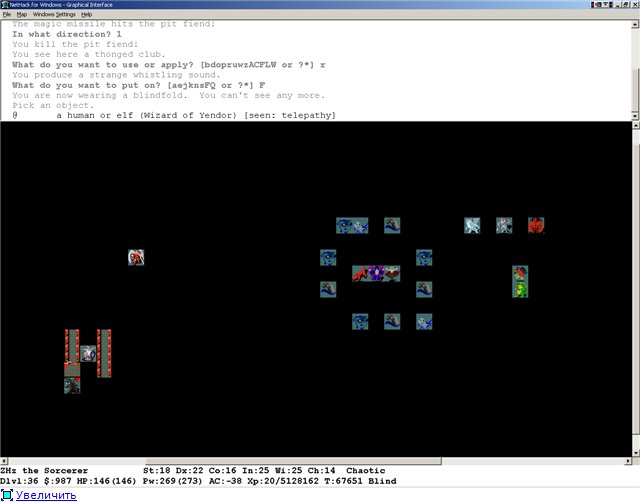 NetHack for Windows - Graphical Interface
File Map Windows Settings Help
The magic missile hits the pit fiend!
In what direction? l
You kill the pit fiend!
You see here a thonged club.
What do you want to use or apply? [bdopruwzACFLW or ?*] r
You produce a strange whistling sound.
What do you want to put on? [aejknsFQ or ?*] F
You are now wearing a blindfold.  You can't see any more.
Pick an object.
@       a human or elf (Wizard of Yendor) [seen: telepathy]
ZHz the Sorcerer St:18 Dx:22 Co:16 In:25 Wi:25 Ch:14 Chaotic
Dlvl:36 $:987 HP:146(146) Pw:269(273) AC:-38 Xp:20/5128162 T:67651 Blind
Увеличить